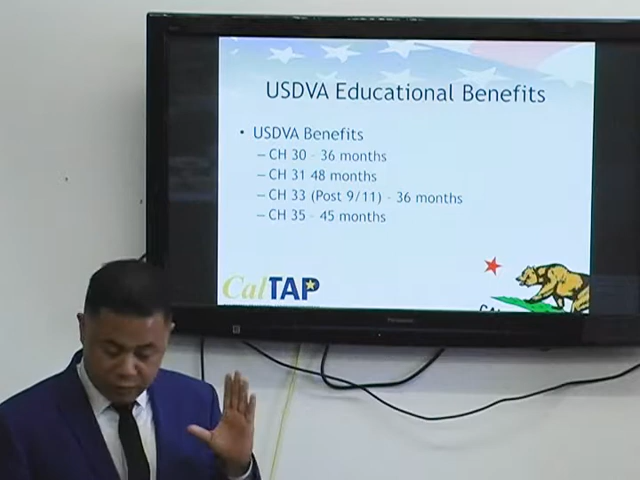 USDVA Educational Benefits
• USDVA Benefits
– CH 30 – 36 months
– CH 31 48 months
– CH 33 (Post 9/11) – 36 months
– CH 35 – 45 months
CalTAP
Panasonic